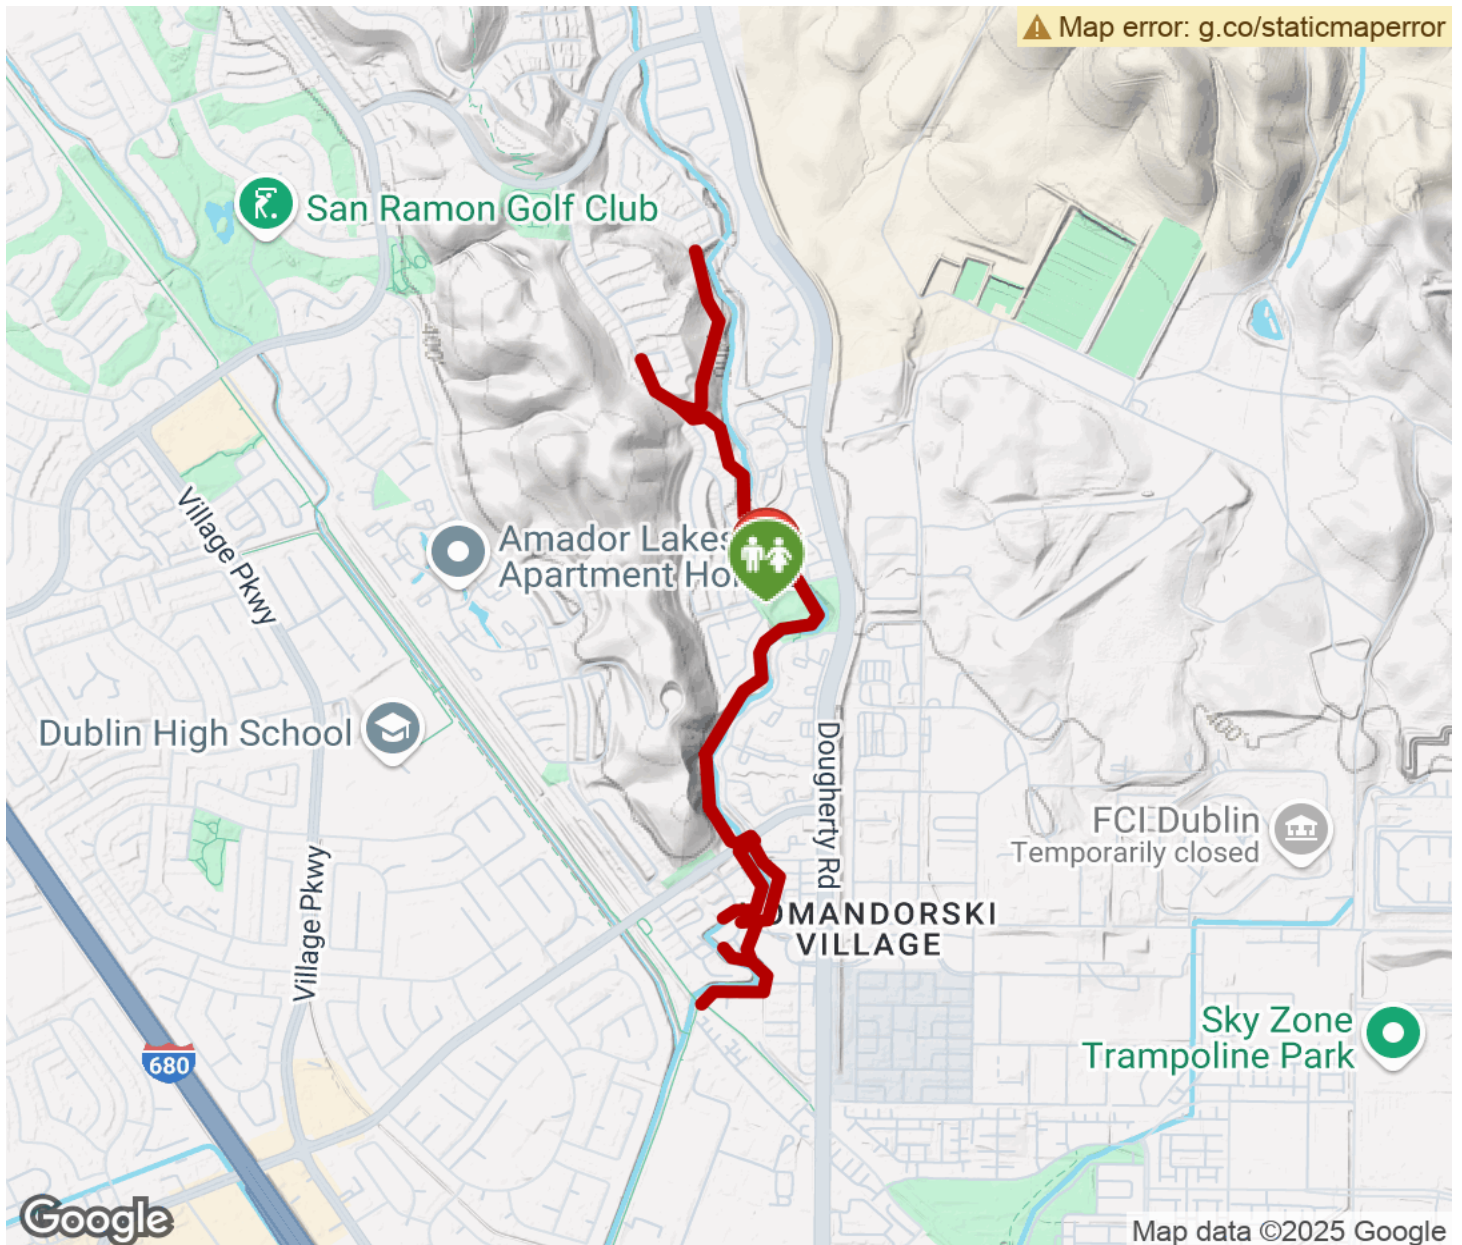 Map error: g.co/staticmaperror
San Ramon Golf Club
400
Village Pkwy
Amador Lakes
Apartment Ho
Dublin High School
Dougherty Rd
400
FCI Dublin
Temporarily closed
Village Pkwy
OMANDORSKI
VILLAGE
Sky Zone
Trampoline Park
680
Google
Map data ©2025 Google